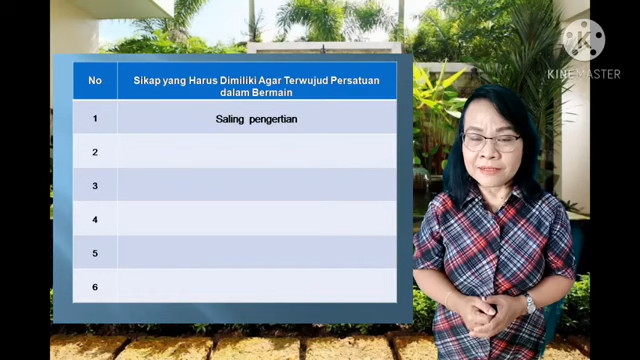 KINEMASTER
No
Sikap yang Harus Dimiliki Agar Terwujud Persatuan
dalam Bermain
1
Saling pengertian
2
3
4
5
6